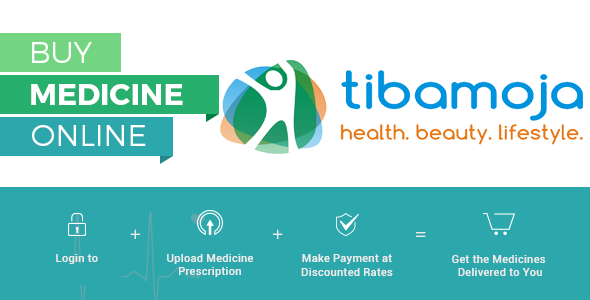 BUY
MEDICINE
ONLINE
tibamoja
health. beauty. lifestyle.
Login to
+
Upload Medicine
Prescription
+
Make Payment at
Discounted Rates
=
Get the Medicines
Delivered to You